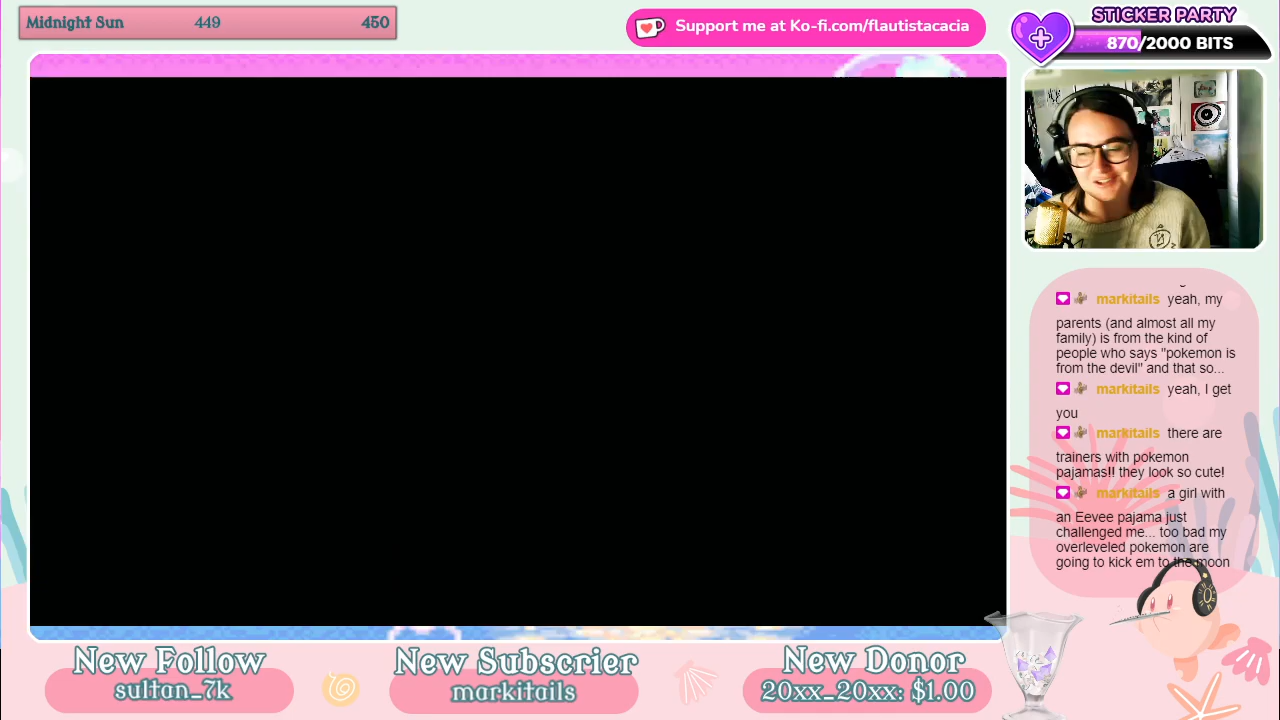 Midnight Sun 449 450
Support me at Ko-fi.com/flautistacacia
STICKER PARTY
870/2000 BITS
markitails yeah, my
parents (and almost all my
family) is from the kind of
people who says "pokemon is
from the devil" and that so...
markitails yeah, I get
you
markitails there are
trainers with pokemon
pajamas!! they look so cute!
markitails a girl with
an Eevee pajama just
challenged me... too bad my
overleveled pokemon are
going to kick em to the moon
New Follow
sultan_7k
New Subscrier
markitails
New Donor
20xx_20xx: $1.00